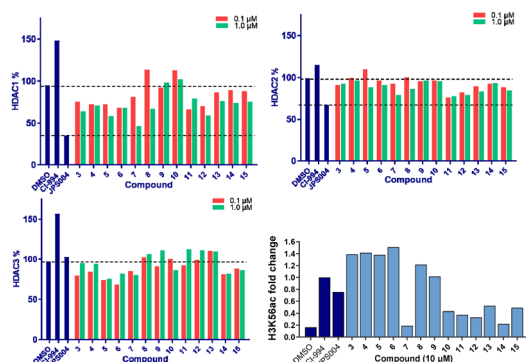 0.1 µM
1.0 µM
HDAC1 %
150
100
50
0
DMSO
CI-994
JPS004
3
4
5
6
7
8
9
10
11
12
13
14
15
Compound
0.1 µM
1.0 µM
HDAC2 %
150
100
50
0
DMSO
CI-994
JPS004
3
4
5
6
7
8
9
10
11
12
13
14
15
Compound
0.1 µM
1.0 µM
HDAC3 %
150
100
50
0
DMSO
CI-994
JPS004
3
4
5
6
7
8
9
10
11
12
13
14
15
Compound
H3K56ac fold change
1.6
1.4
1.2
1.0
0.8
0.6
0.4
0.2
0.0
DMSO
CI-994
JPS004
3
4
5
6
7
8
9
10
11
12
13
14
15
Compound (10 µM)